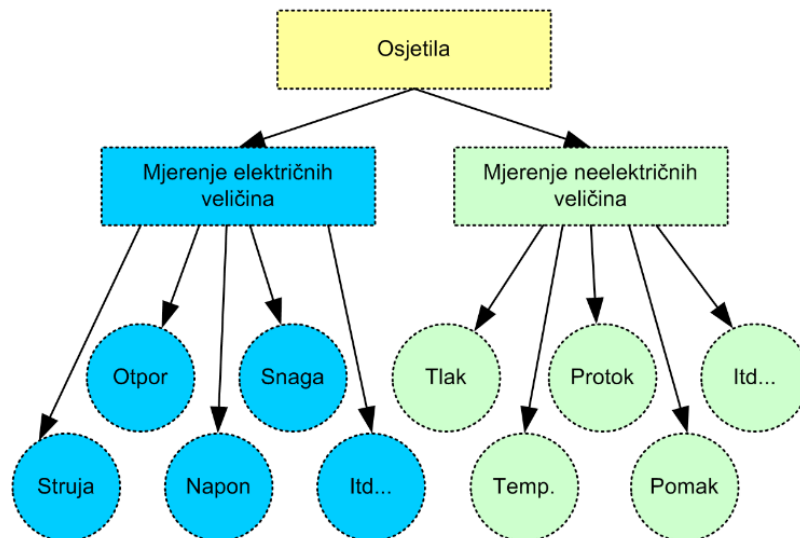 Osjetila
Mjerenje električnih
veličina
Mjerenje neelektričnih
veličina
Otpor
Snaga
Tlak
Protok
Itd...
Struja
Napon
Itd...
Temp.
Pomak